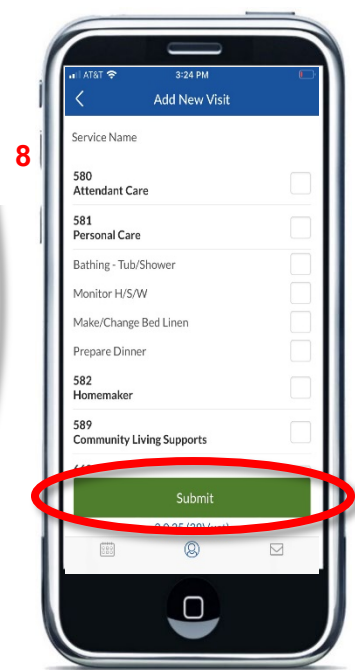 AT&T 3:24 PM
Add New Visit
8
Service Name
580
Attendant Care
581
Personal Care
Bathing - Tub/Shower
Monitor H/S/W
Make/Change Bed Linen
Prepare Dinner
582
Homemaker
589
Community Living Supports
Submit